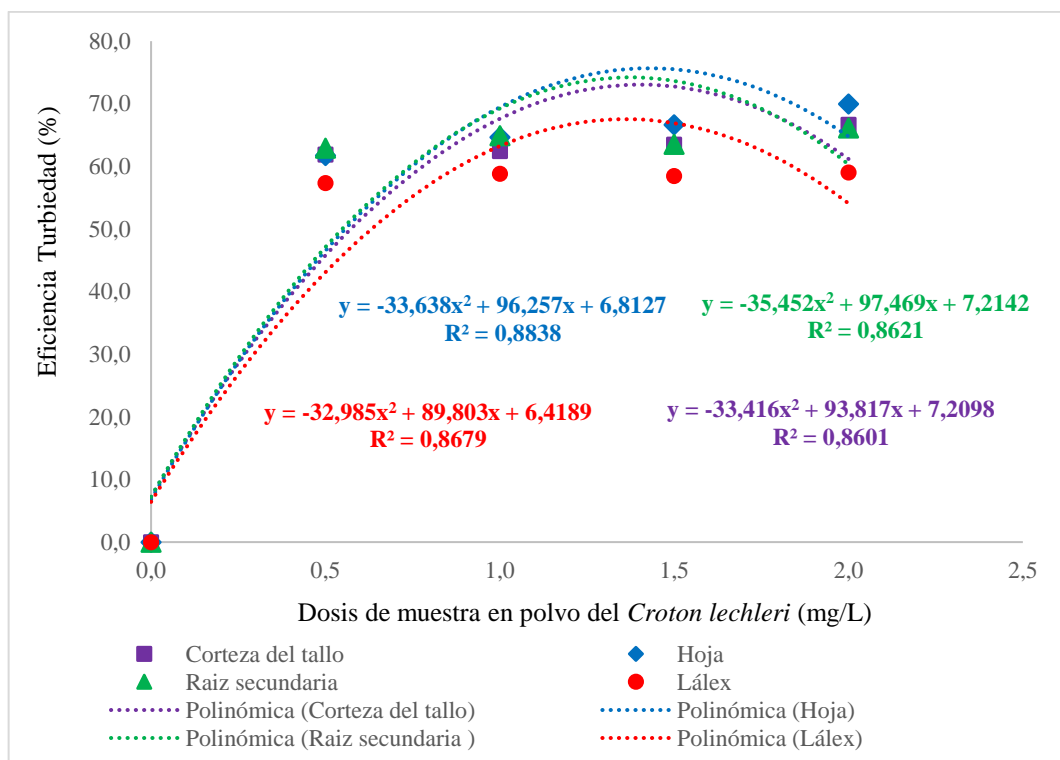 80,0
70,0
60,0
50,0
40,0
30,0
20,0
10,0
0,0
Eficiencia Turbiedad (%)
y = -33,638x² + 96,257x + 6,8127
R² = 0,8838
y = -35,452x² + 97,469x + 7,2142
R² = 0,8621
y = -32,985x² + 89,803x + 6,4189
R² = 0,8679
y = -33,416x² + 93,817x + 7,2098
R² = 0,8601
0,0 0,5 1,0 1,5 2,0 2,5
Dosis de muestra en polvo del Croton lechleri (mg/L)
Corteza del tallo
Hoja
Raiz secundaria
Lálex
Polinómica (Corteza del tallo)
Polinómica (Hoja)
Polinómica (Raiz secundaria )
Polinómica (Lálex)